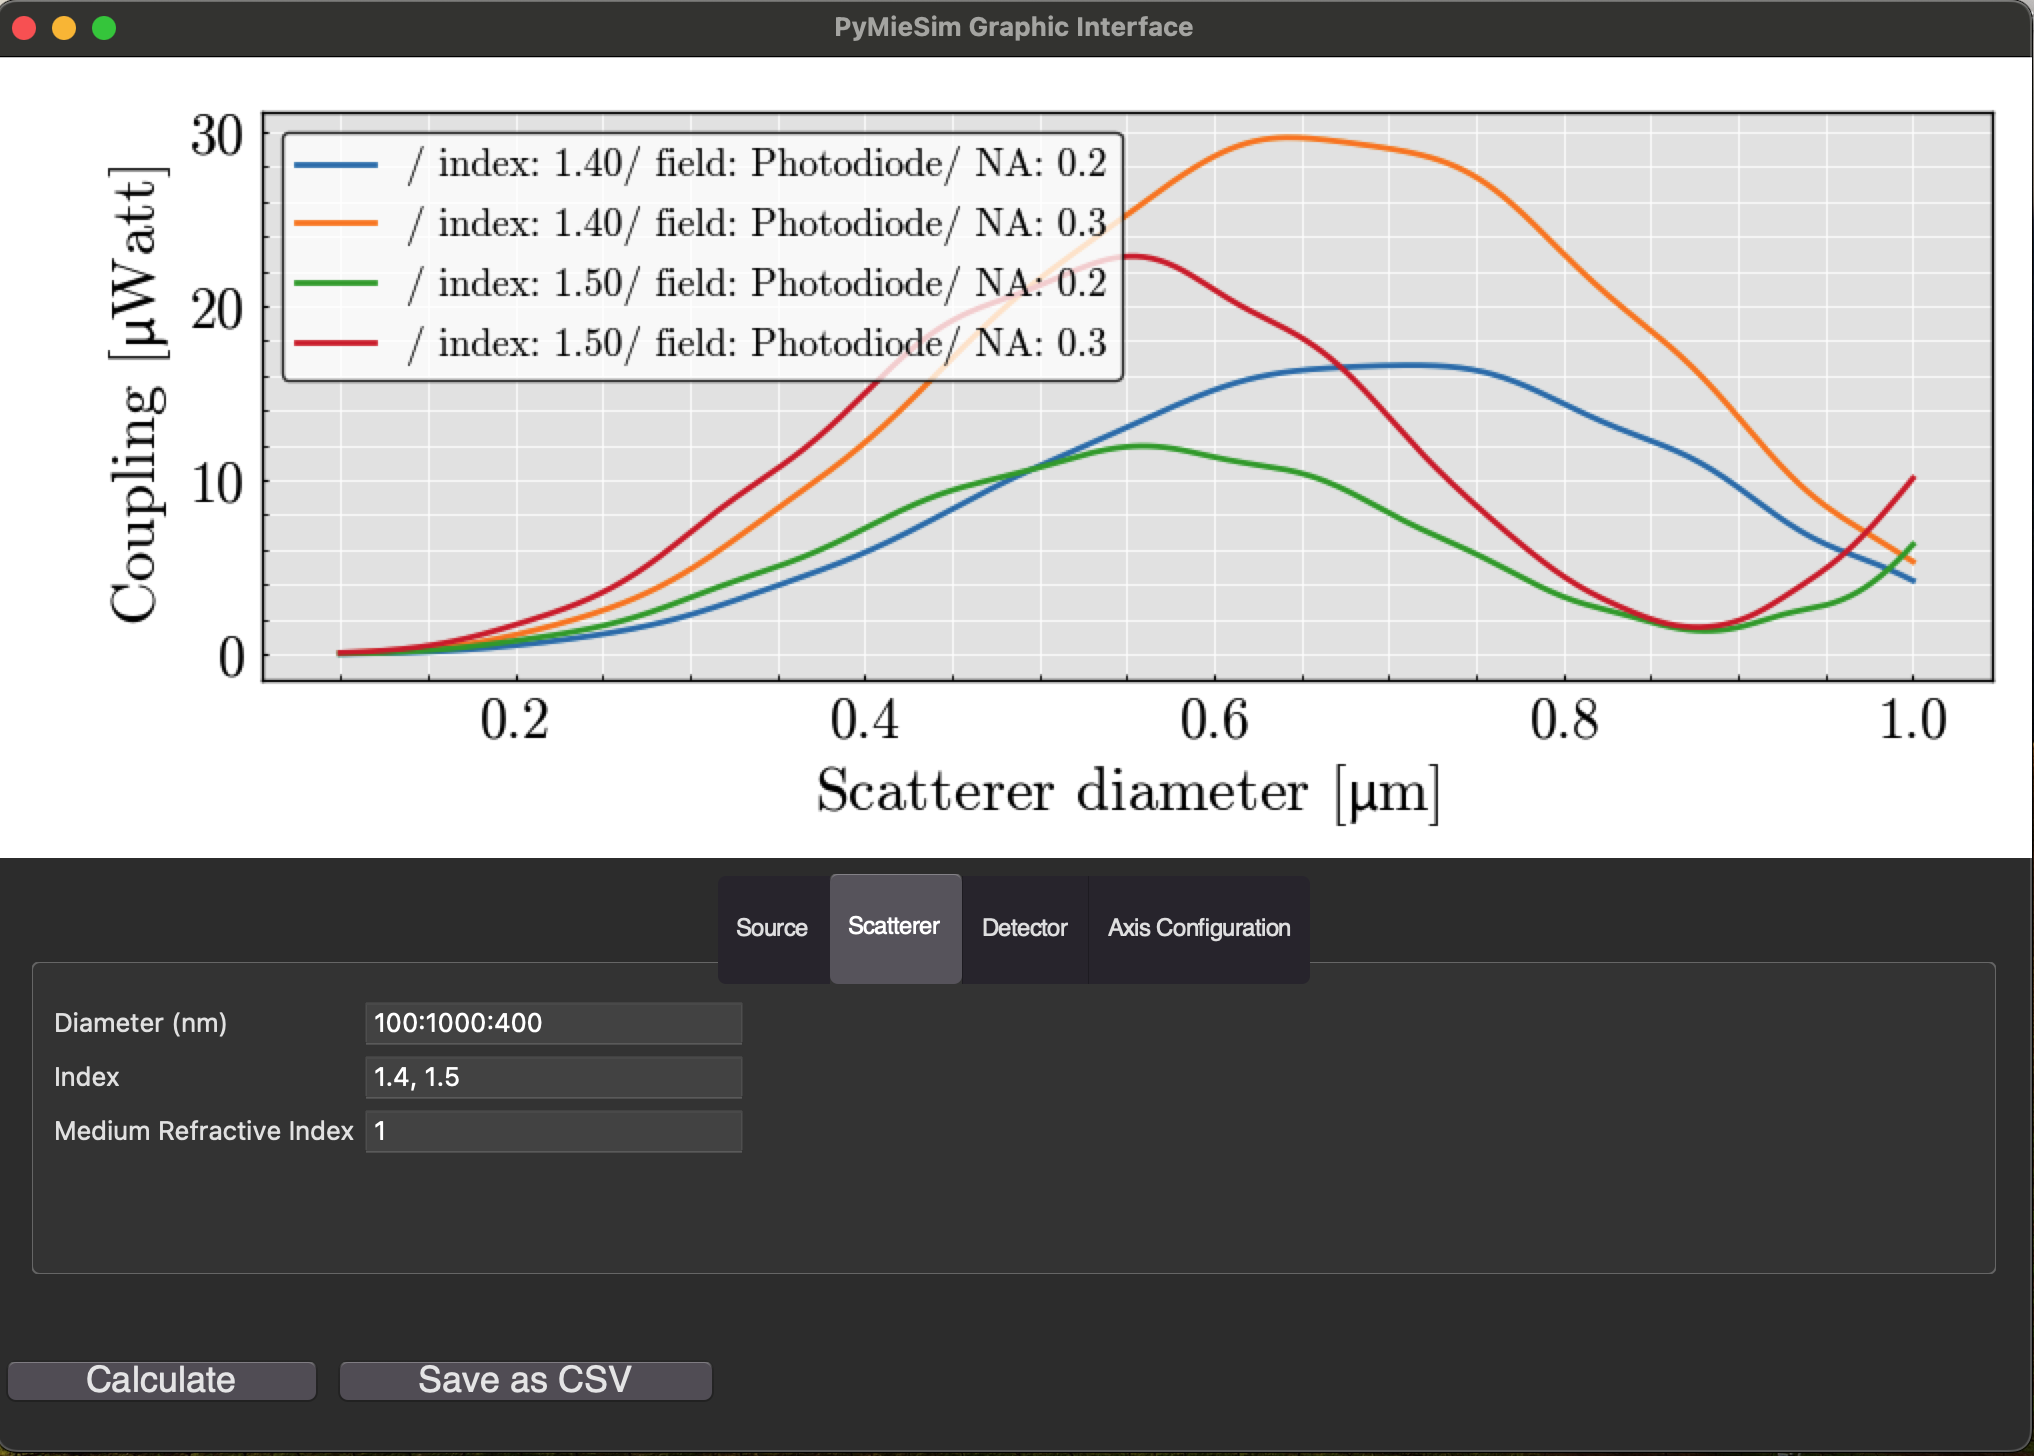 PyMieSim Graphic Interface
Coupling [µWatt]
30
20
10
0
/ index: 1.40/ field: Photodiode/ NA: 0.2
/ index: 1.40/ field: Photodiode/ NA: 0.3
/ index: 1.50/ field: Photodiode/ NA: 0.2
/ index: 1.50/ field: Photodiode/ NA: 0.3
0.2 0.4 0.6 0.8 1.0
Scatterer diameter [µm]
Source Scatterer Detector Axis Configuration
Diameter (nm) 100:1000:400
Index 1.4, 1.5
Medium Refractive Index 1
Calculate Save as CSV